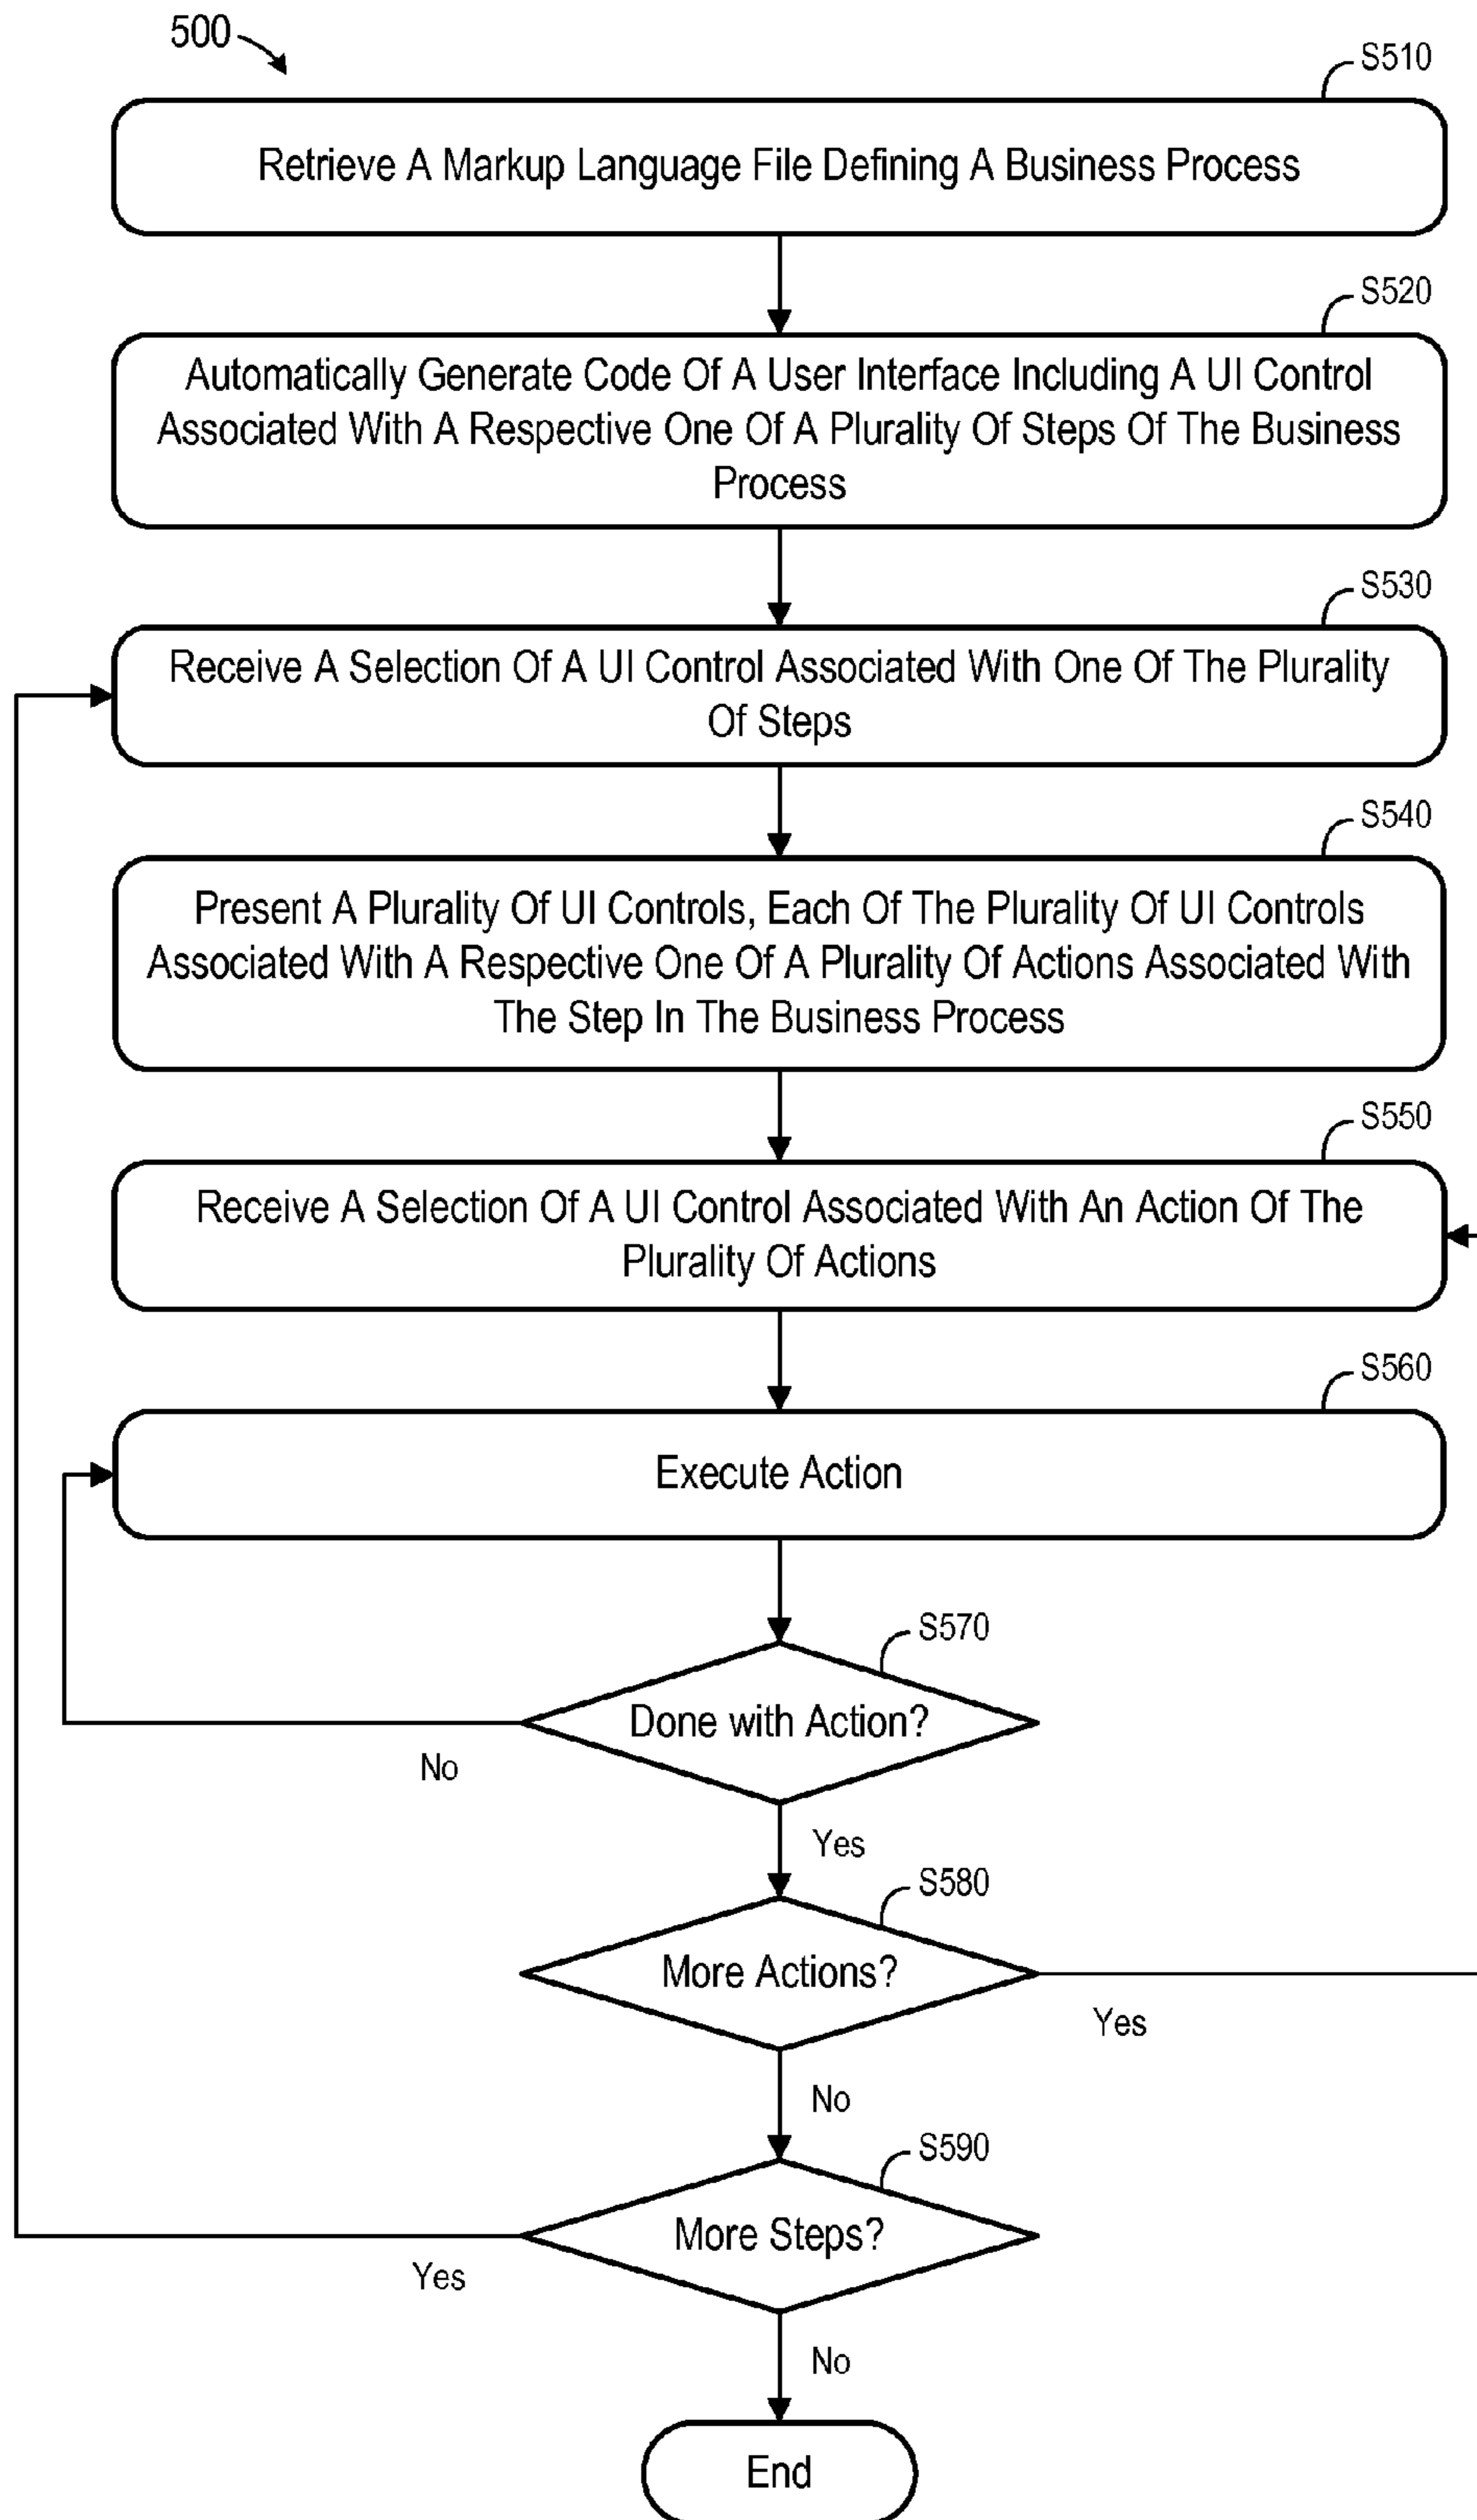 500
S510
Retrieve A Markup Language File Defining A Business Process
S520
Automatically Generate Code Of A User Interface Including A UI Control
Associated With A Respective One Of A Plurality Of Steps Of The Business
Process
S530
Receive A Selection Of A UI Control Associated With One Of The Plurality
Of Steps
S540
Present A Plurality Of UI Controls, Each Of The Plurality Of UI Controls
Associated With A Respective One Of A Plurality Of Actions Associated With
The Step In The Business Process
S550
Receive A Selection Of A UI Control Associated With An Action Of The
Plurality Of Actions
S560
Execute Action
S570
Done with Action?
No
Yes
S580
More Actions?
Yes
No
S590
More Steps?
Yes
No
End